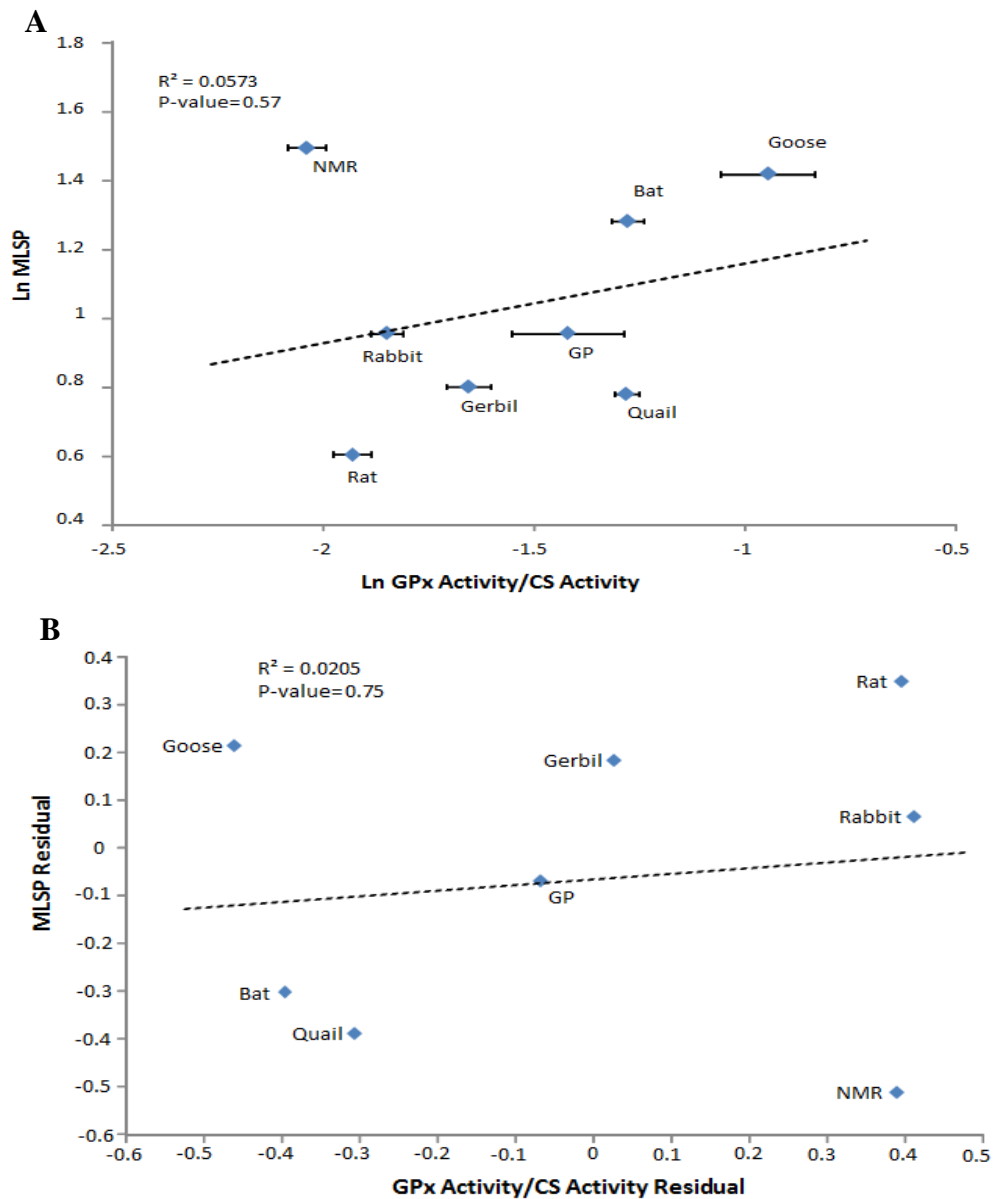 A
1.8
1.6
1.4
1.2
1
0.8
0.6
0.4
Ln MLSP
R² = 0.0573
P-value=0.57
NMR
Goose
Bat
Rabbit
GP
Gerbil
Quail
Rat
-2.5 -2 -1.5 -1 -0.5
Ln GPx Activity/CS Activity
B
0.4
0.3
0.2
0.1
0
-0.1
-0.2
-0.3
-0.4
-0.5
-0.6
MLSP Residual
R² = 0.0205
P-value=0.75
Rat
Goose
Gerbil
Rabbit
GP
Bat
Quail
NMR
-0.6 -0.5 -0.4 -0.3 -0.2 -0.1 0 0.1 0.2 0.3 0.4 0.5
GPx Activity/CS Activity Residual